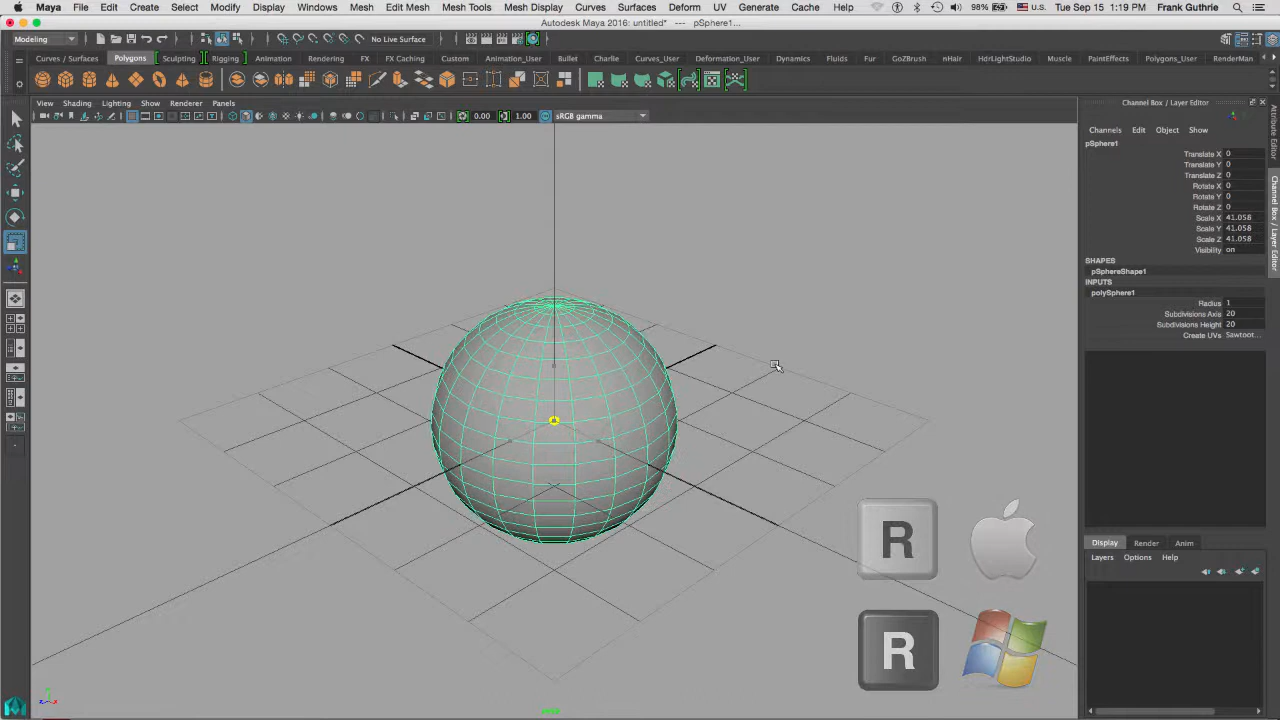 Maya File Edit Create Select Modify Display Windows Mesh Edit Mesh Mesh Tools Mesh Display Curves Surfaces Deform UV Generate Cache Help 98% U.S. Tue Sep 15 1:19 PM Frank Guthrie
Autodesk Maya 2016: untitled* --- pSphere1...
Modeling No Live Surface
Curves / Surfaces Polygons Sculpting Rigging Animation Rendering FX FX Caching Custom Animation_User Bullet Charlie Curves_User Deformation_User Dynamics Fluids Fur GoZBrush nHair HdrLightStudio Muscle PaintEffects Polygons_User RenderMan
View Shading Lighting Show Renderer Panels
0.00 1.00 sRGB gamma
Channel Box / Layer Editor
Channels Edit Object Show
pSphere1
Translate X 0
Translate Y 0
Translate Z 0
Rotate X 0
Rotate Y 0
Rotate Z 0
Scale X 41.058
Scale Y 41.058
Scale Z 41.058
Visibility on
SHAPES
pSphereShape1
INPUTS
polySphere1
Radius 1
Subdivisions Axis 20
Subdivisions Height 20
Create UVs Sawtoot...
Attribute Editor
Channel Box / Layer Editor
Display Render Anim
Layers Options Help
R
R